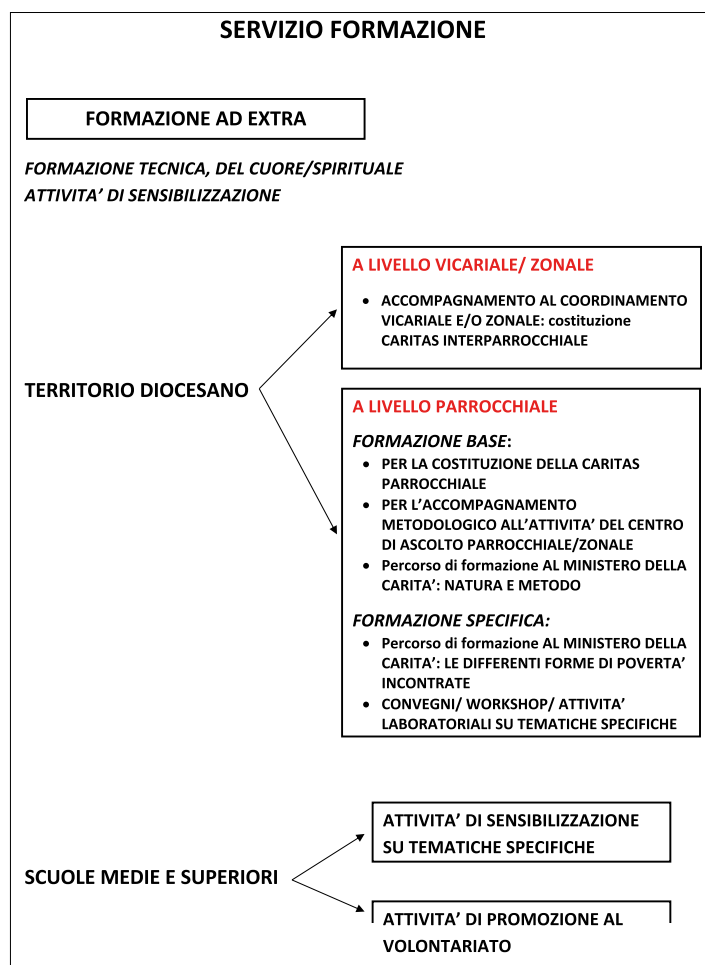 SERVIZIO FORMAZIONE
FORMAZIONE AD EXTRA
FORMAZIONE TECNICA, DEL CUORE/SPIRITUALE
ATTIVITA’ DI SENSIBILIZZAZIONE
TERRITORIO DIOCESANO
A LIVELLO VICARIALE/ ZONALE
• ACCOMPAGNAMENTO AL COORDINAMENTO
VICARIALE E/O ZONALE: costituzione
CARITAS INTERPARROCCHIALE
A LIVELLO PARROCCHIALE
FORMAZIONE BASE:
• PER LA COSTITUZIONE DELLA CARITAS
PARROCCHIALE
• PER L’ACCOMPAGNAMENTO
METODOLOGICO ALL’ATTIVITA’ DEL CENTRO
DI ASCOLTO PARROCCHIALE/ZONALE
• Percorso di formazione AL MINISTERO DELLA
CARITA’: NATURA E METODO
FORMAZIONE SPECIFICA:
• Percorso di formazione AL MINISTERO DELLA
CARITA’: LE DIFFERENTI FORME DI POVERTA’
INCONTRATE
• CONVEGNI/ WORKSHOP/ ATTIVITA’
LABORATORIALI SU TEMATICHE SPECIFICHE
SCUOLE MEDIE E SUPERIORI
ATTIVITA’ DI SENSIBILIZZAZIONE
SU TEMATICHE SPECIFICHE
ATTIVITA’ DI PROMOZIONE AL
VOLONTARIATO